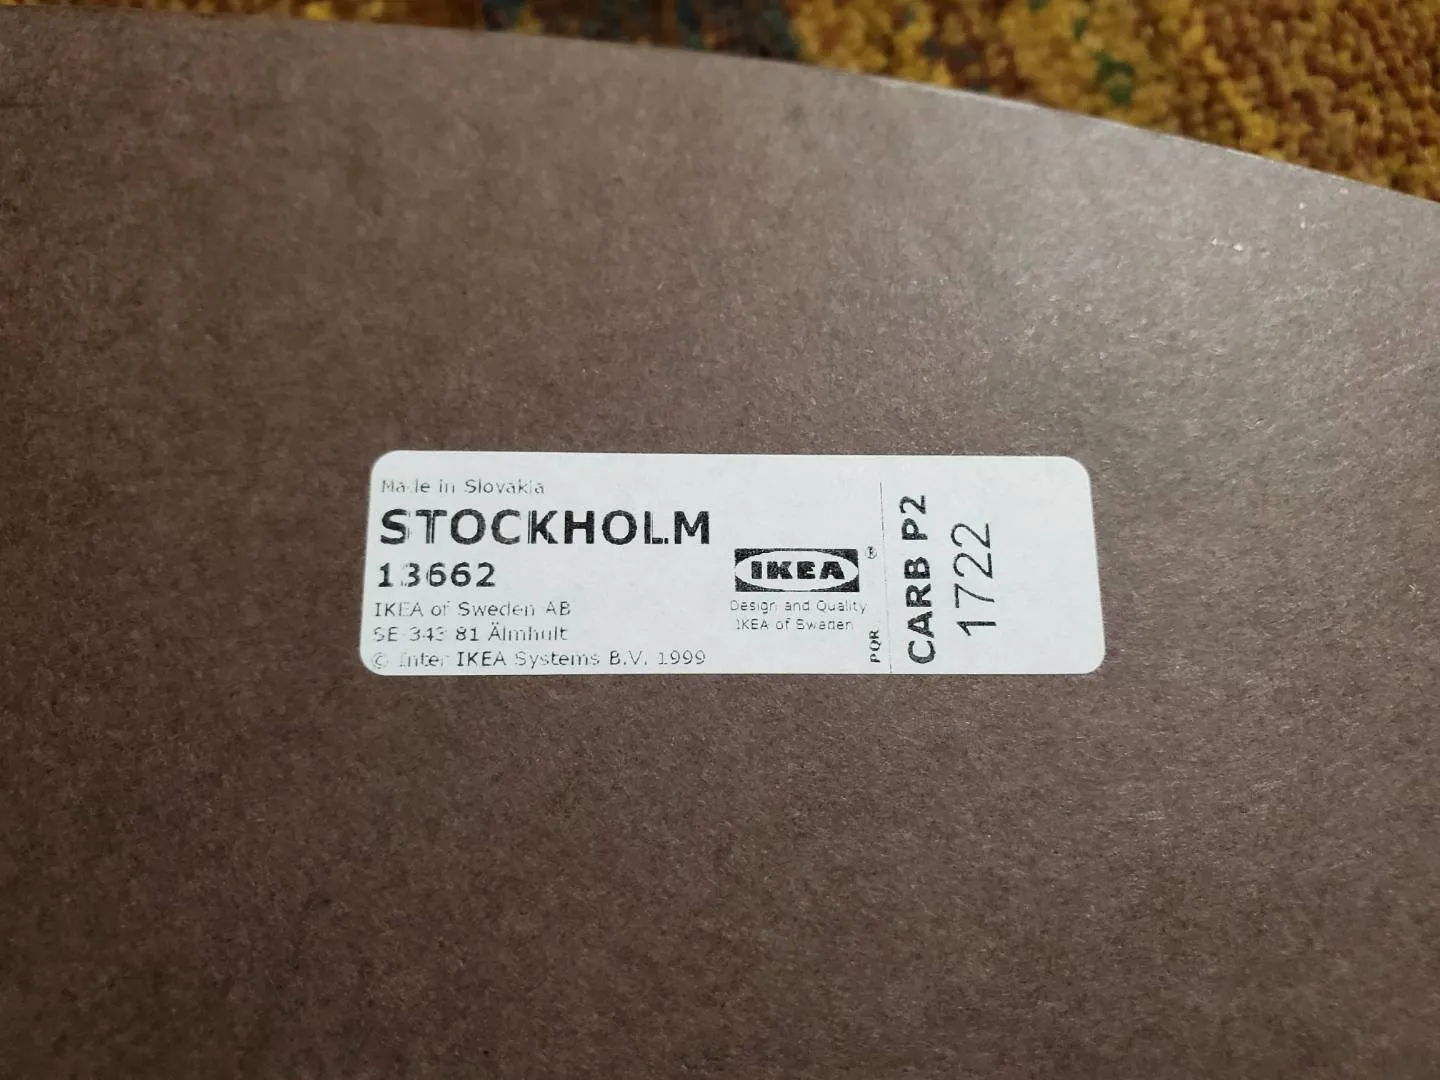 Made in Slovakia
STOCKHOLM
13662
IKEA of Sweden AB
SE-343 81 Älmhult
© Inter IKEA Systems B.V. 1999
IKEA®
Design and Quality
IKEA of Sweden
PQR
CARB P2
1722